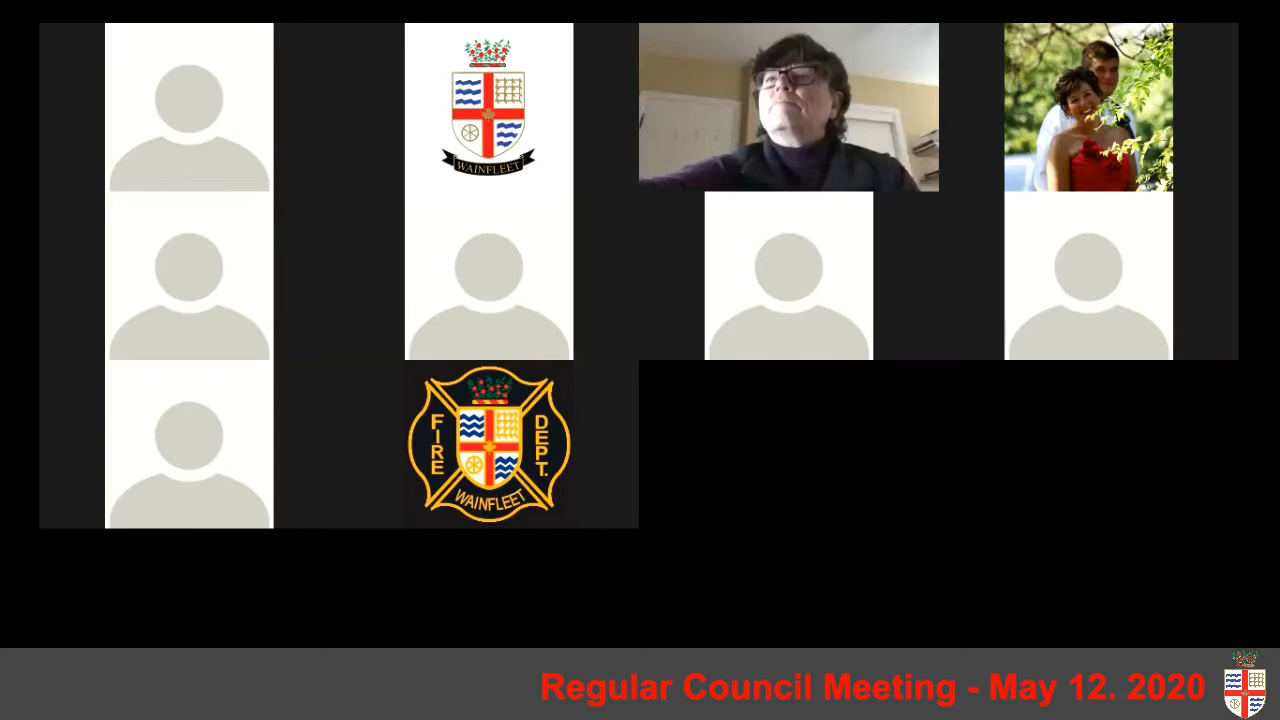 WAINFLEET
FIRE
DEPT.
WAINFLEET
Regular Council Meeting - May 12. 2020